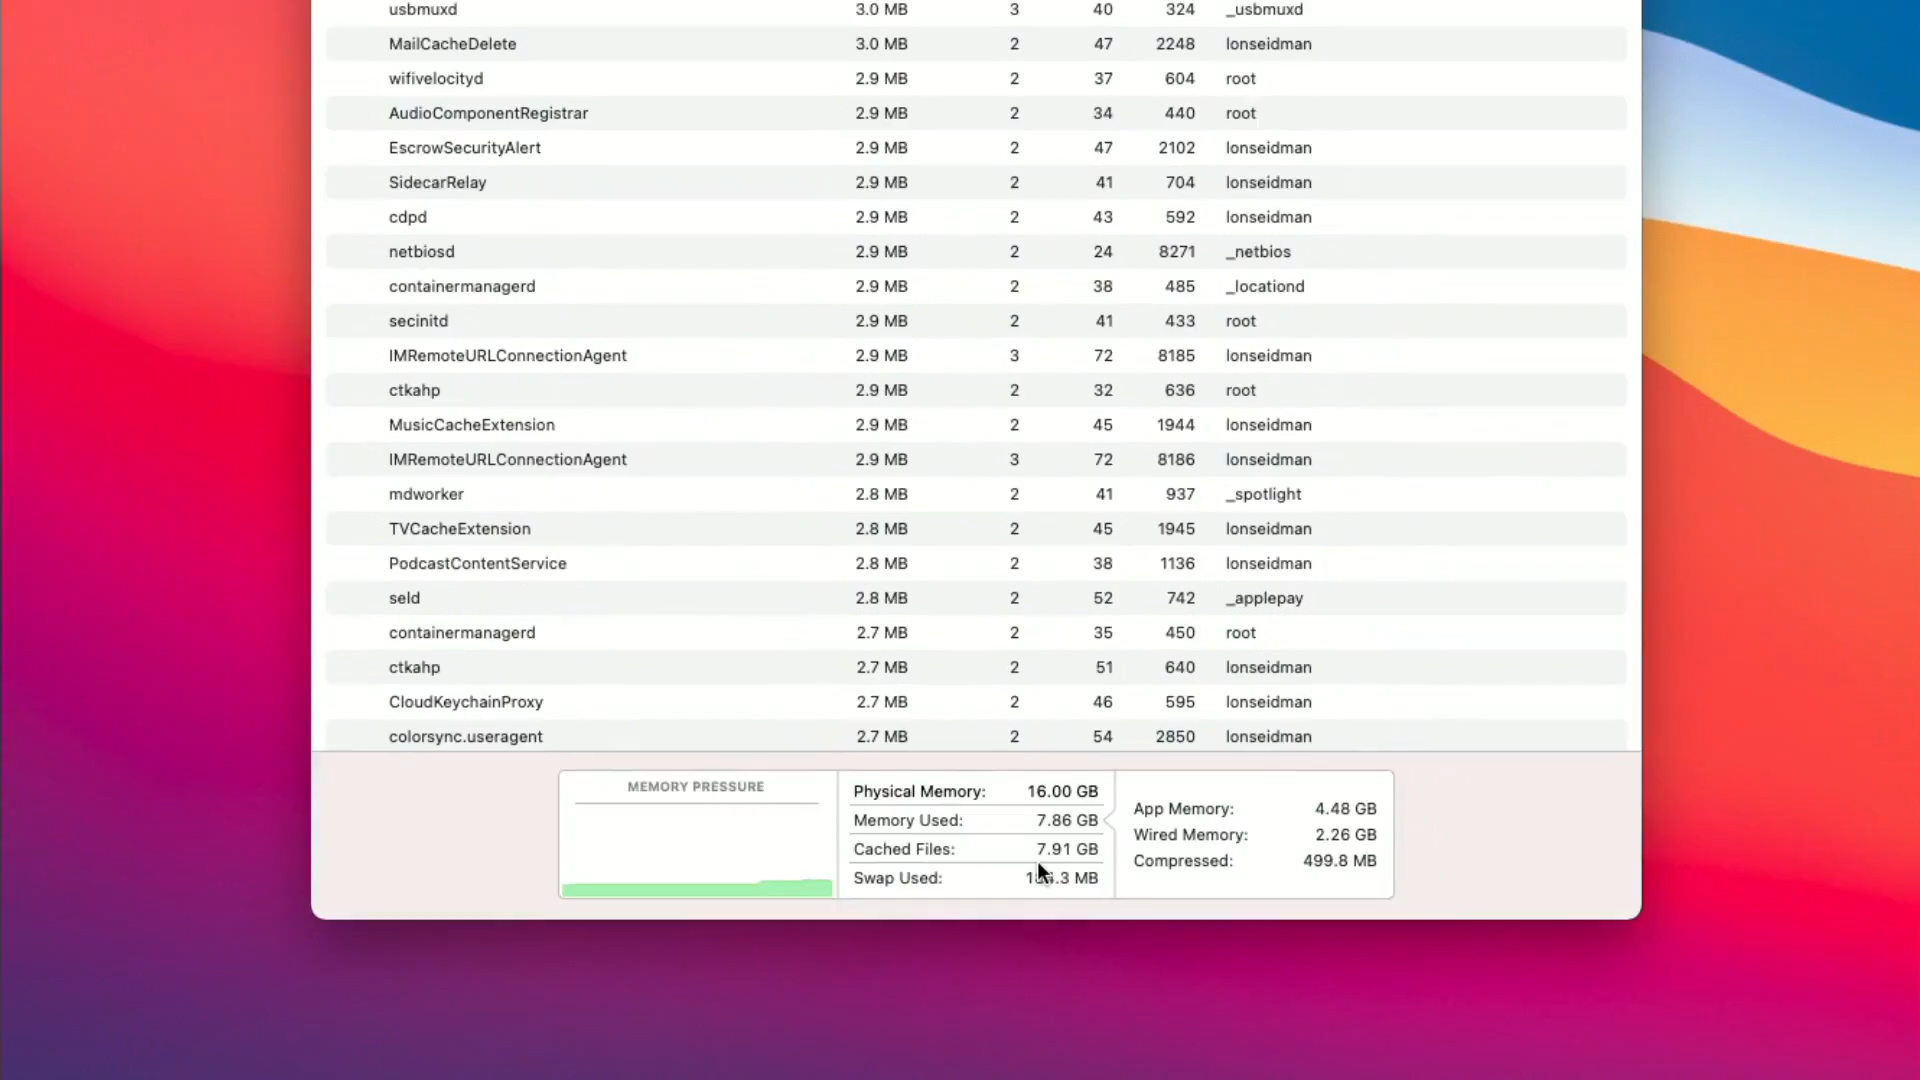 usbmuxd 3.0 MB 3 40 324 _usbmuxd
MailCacheDelete 3.0 MB 2 47 2248 lonseidman
wifivelocityd 2.9 MB 2 37 604 root
AudioComponentRegistrar 2.9 MB 2 34 440 root
EscrowSecurityAlert 2.9 MB 2 47 2102 lonseidman
SidecarRelay 2.9 MB 2 41 704 lonseidman
cdpd 2.9 MB 2 43 592 lonseidman
netbiosd 2.9 MB 2 24 8271 _netbios
containermanagerd 2.9 MB 2 38 485 _locationd
secinitd 2.9 MB 2 41 433 root
IMRemoteURLConnectionAgent 2.9 MB 3 72 8185 lonseidman
ctkahp 2.9 MB 2 32 636 root
MusicCacheExtension 2.9 MB 2 45 1944 lonseidman
IMRemoteURLConnectionAgent 2.9 MB 3 72 8186 lonseidman
mdworker 2.8 MB 2 41 937 _spotlight
TVCacheExtension 2.8 MB 2 45 1945 lonseidman
PodcastContentService 2.8 MB 2 38 1136 lonseidman
seld 2.8 MB 2 52 742 _applepay
containermanagerd 2.7 MB 2 35 450 root
ctkahp 2.7 MB 2 51 640 lonseidman
CloudKeychainProxy 2.7 MB 2 46 595 lonseidman
colorsync.useragent 2.7 MB 2 54 2850 lonseidman
MEMORY PRESSURE
Physical Memory: 16.00 GB
Memory Used: 7.86 GB
Cached Files: 7.91 GB
Swap Used: MB
App Memory: 4.48 GB
Wired Memory: 2.26 GB
Compressed: 499.8 MB